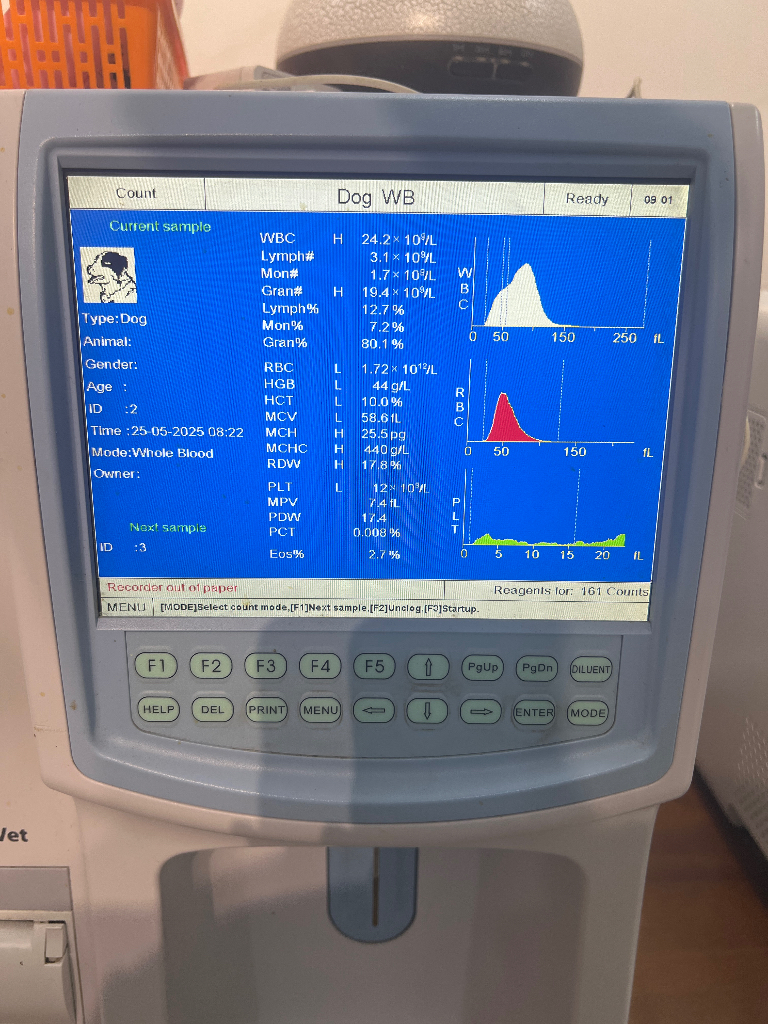 Count Dog WB Ready 09 01
Current sample
Type:Dog
Animal:
Gender:
Age :
ID :2
Time :25-05-2025 08:22
Mode:Whole Blood
Owner:
Next sample
ID :3
WBC H 24.2 × 10⁹/L
Lymph# 3.1 × 10⁹/L
Mon# 1.7 × 10⁹/L
Gran# H 19.4 × 10⁹/L
Lymph% 12.7 %
Mon% 7.2 %
Gran% 80.1 %
RBC L 1.72 × 10¹²/L
HGB L 44 g/L
HCT L 10.0 %
MCV L 58.6 fL
MCH H 25.5 pg
MCHC H 440 g/L
RDW H 17.8 %
PLT L 12 × 10⁹/L
MPV 7.4 fL
PDW 17.4
PCT 0.008 %
Eos% 2.7 %
WBC
0 50 150 250 fL
RBC
0 50 150 fL
PLT
0 5 10 15 20 fL
Recorder out of paper Reagents for: 161 Counts
MENU [MODE]Select count mode,[F1]Next sample,[F2]Unclog,[F3]Startup.
F1 F2 F3 F4 F5 ⇧ PgUp PgDn DILUENT
HELP DEL PRINT MENU ⇦ ⇩ ⇨ ENTER MODE
Vet